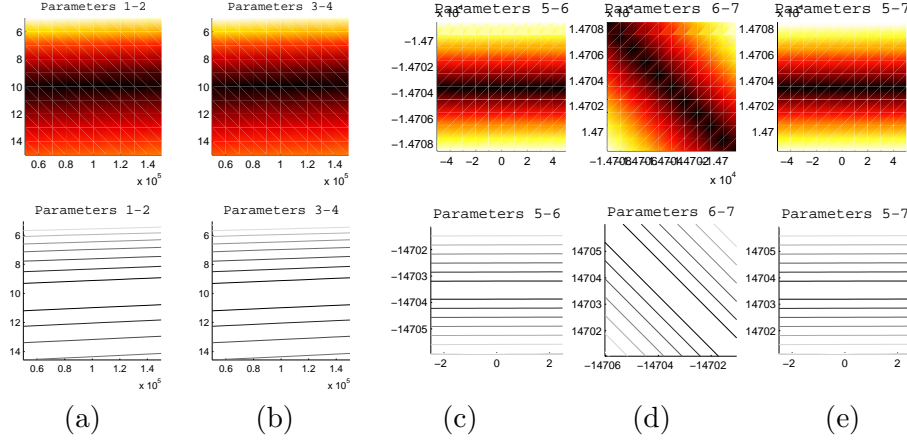 Parameters 1-2
Parameters 3-4
Parameters 5-6
Parameters 6-7
Parameters 5-7
6
8
10
12
14
0.6 0.8 1 1.2 1.4
x 10^5
6
8
10
12
14
0.6 0.8 1 1.2 1.4
x 10^5
−1.47
−1.4702
−1.4704
−1.4706
−1.4708
−4 −2 0 2 4
1.4708
1.4706
1.4704
1.4702
1.47
x 10^4
1.4708
1.4706
1.4704
1.4702
1.47
−4 −2 0 2 4
Parameters 1-2
Parameters 3-4
Parameters 5-6
Parameters 6-7
Parameters 5-7
6
8
10
12
14
0.6 0.8 1 1.2 1.4
x 10^5
6
8
10
12
14
0.6 0.8 1 1.2 1.4
x 10^5
−14702
−14703
−14704
−14705
−2 0 2
14705
14704
14703
14702
−14706 −14704 −14702
14705
14704
14703
14702
−2 0 2
(a) (b) (c) (d) (e)